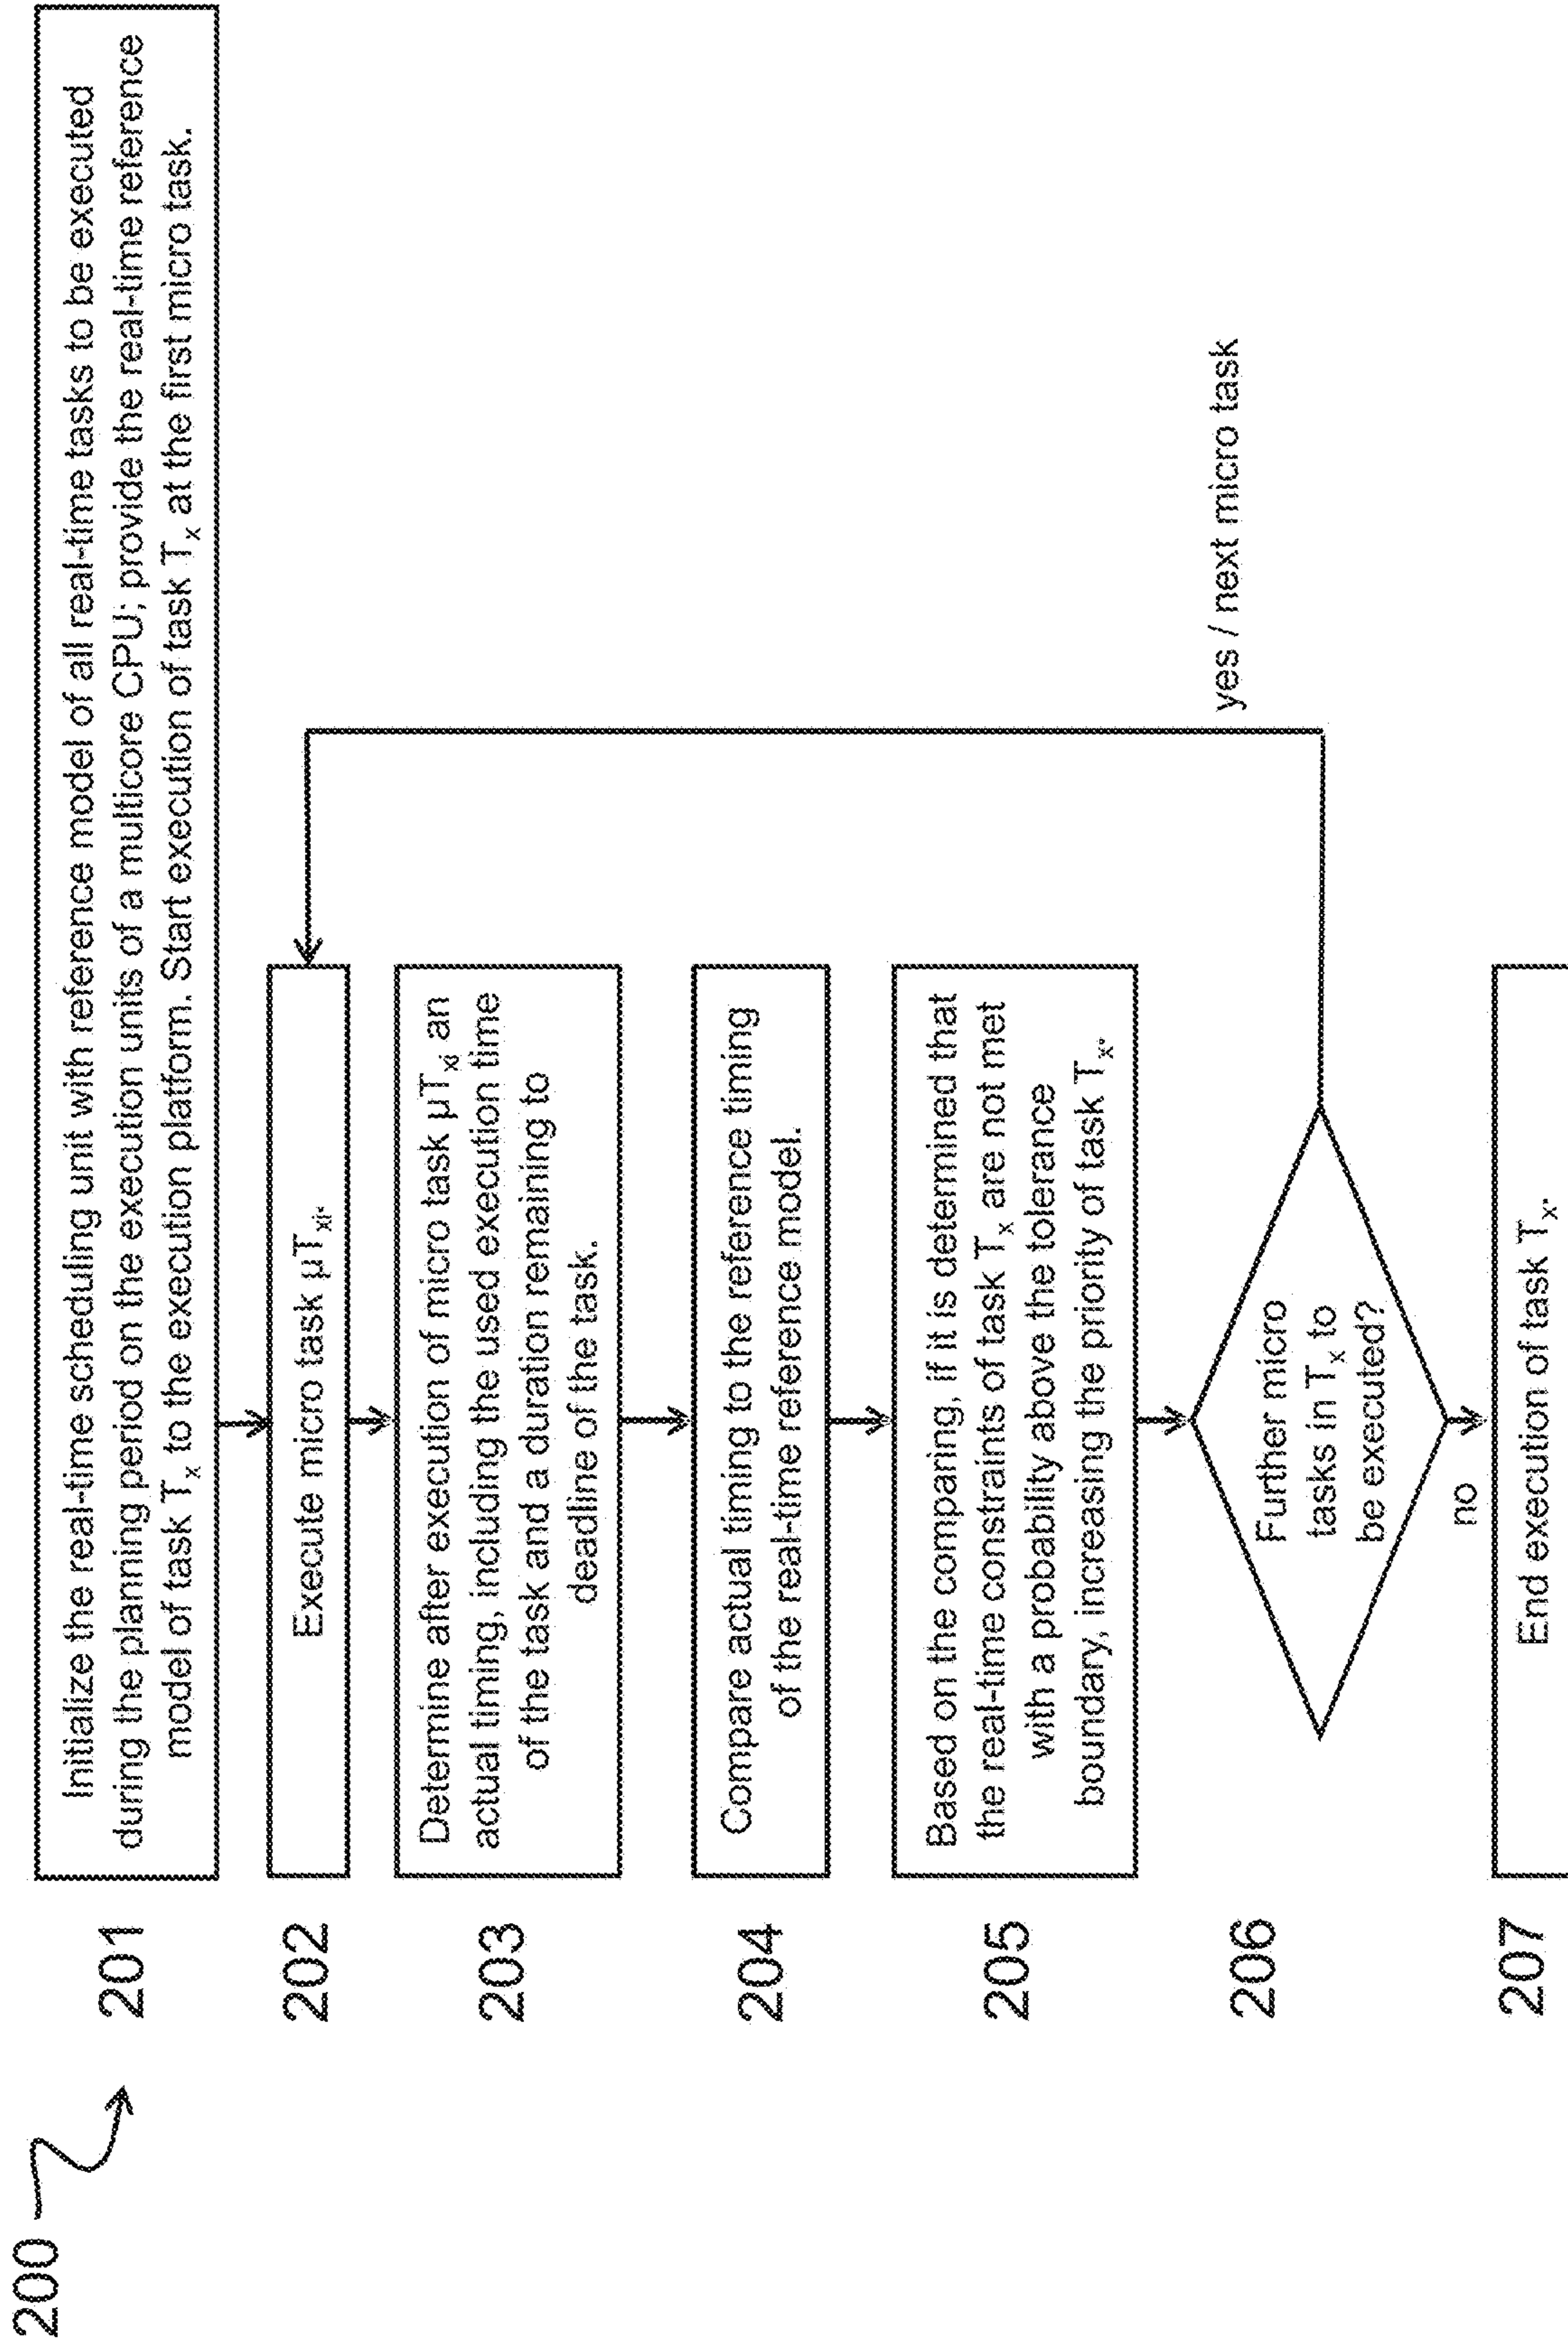 200
201
Initialize the real-time scheduling unit with reference model of all real-time tasks to be executed
during the planning period on the execution units of a multicore CPU; provide the real-time reference
model of task Tₓ to the execution platform. Start execution of task Tₓ at the first micro task.
202
Execute micro task µTₓᵢ.
203
Determine after execution of micro task µTₓᵢ an
actual timing, including the used execution time
of the task and a duration remaining to
deadline of the task.
204
Compare actual timing to the reference timing
of the real-time reference model.
205
Based on the comparing, if it is determined that
the real-time constraints of task Tₓ are not met
with a probability above the tolerance
boundary, increasing the priority of task Tₓ.
206
Further micro
tasks in Tₓ to
be executed?
yes / next micro task
no
207
End execution of task Tₓ.